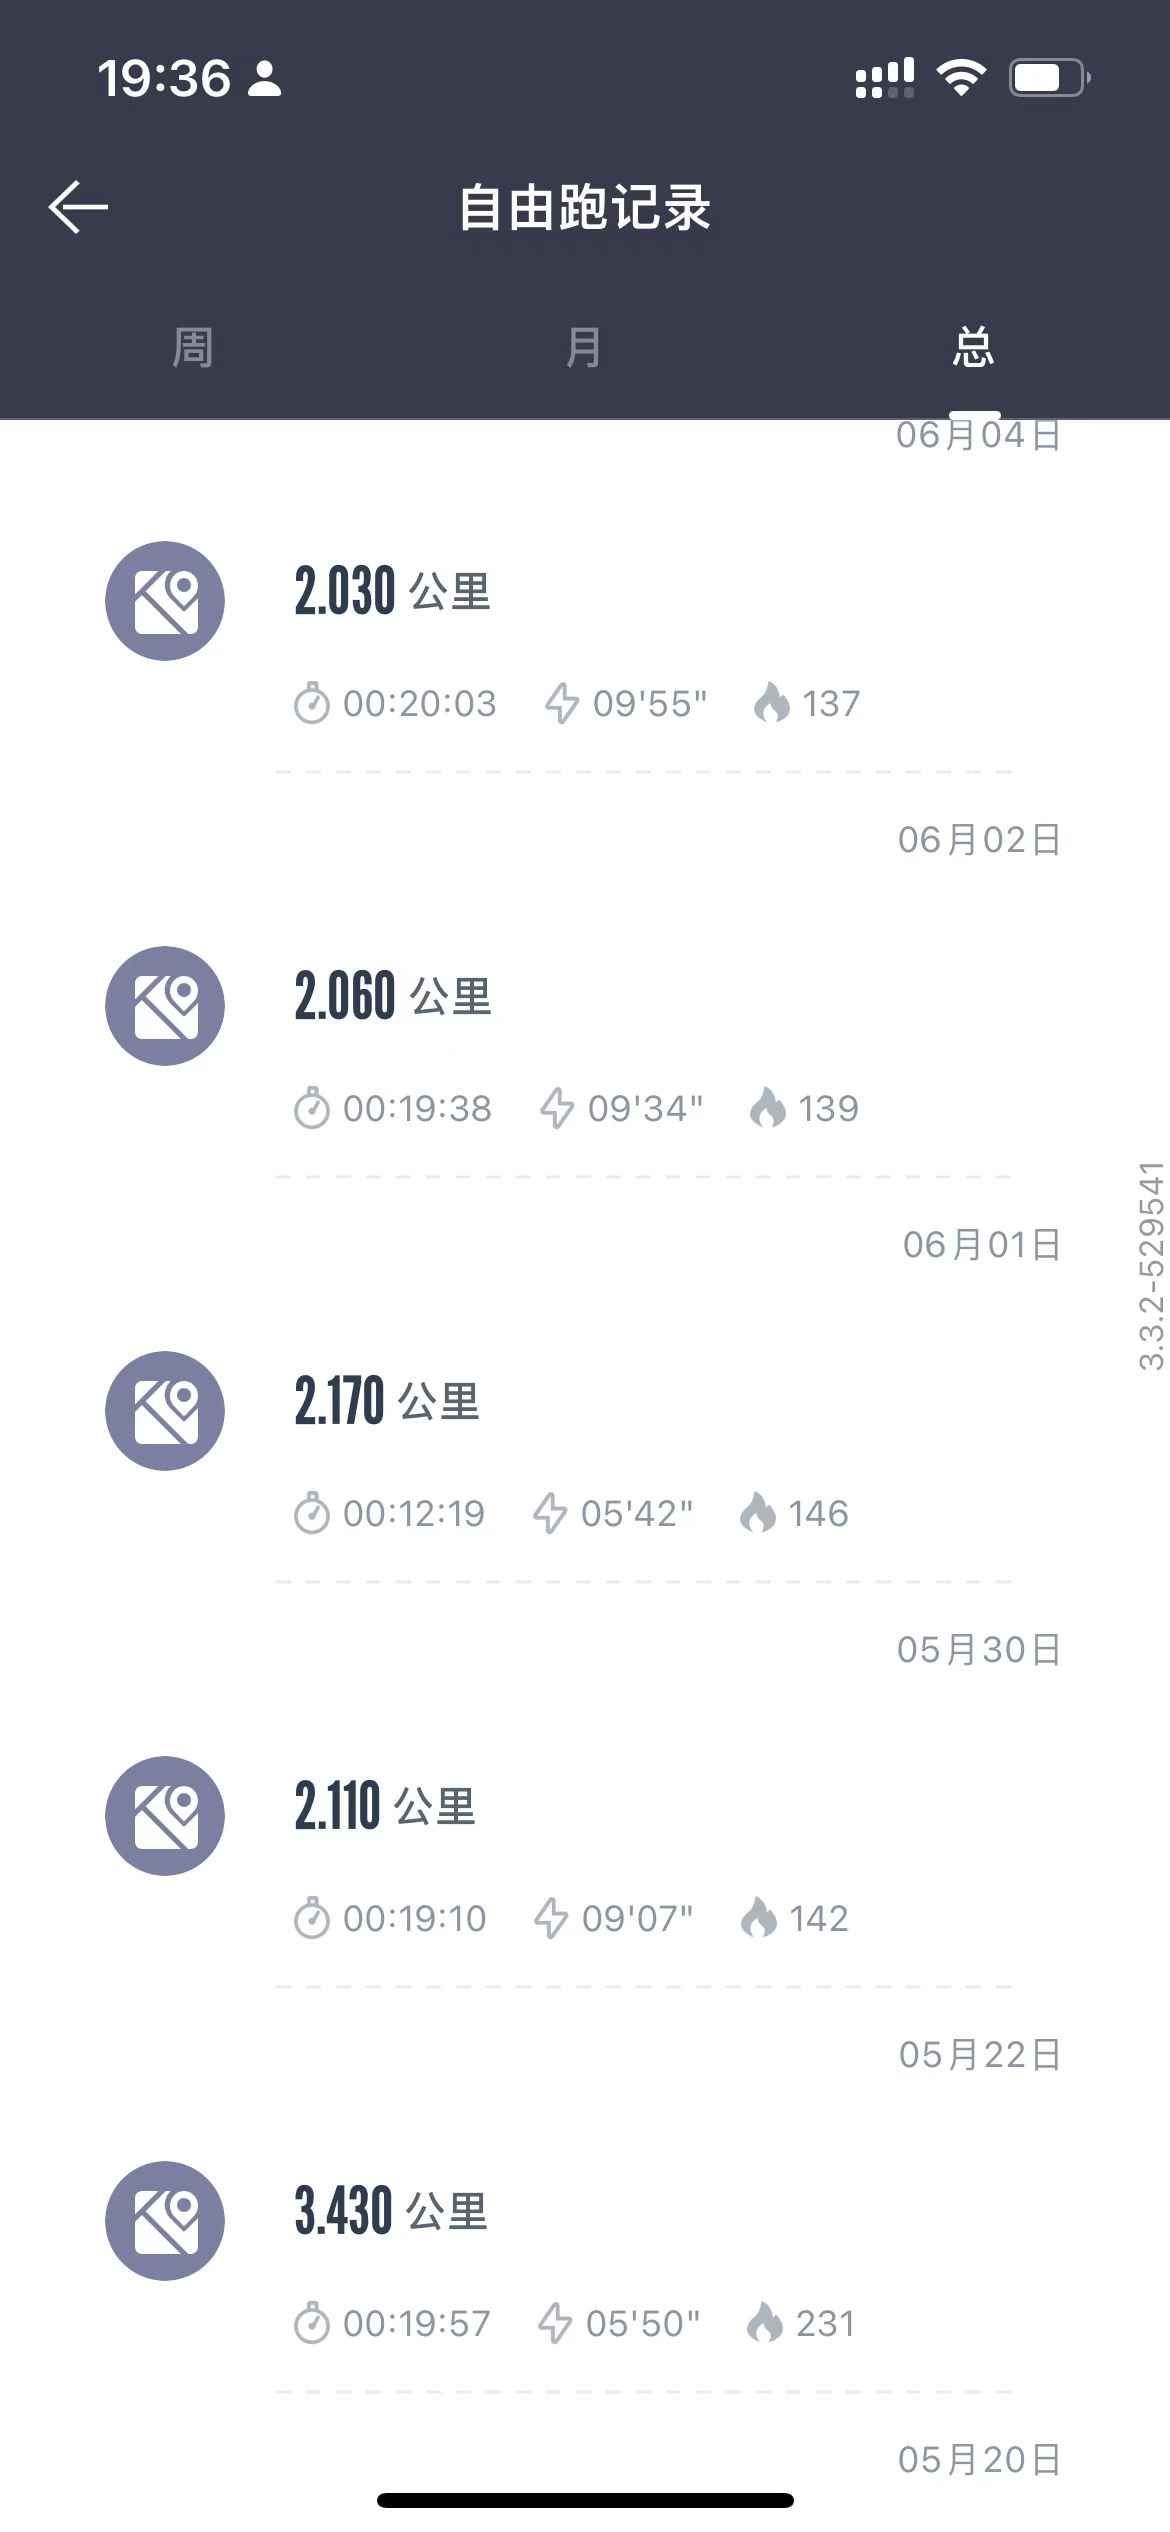 19:36
自由跑记录
周 月 总
06月04日
2.030 公里
00:20:03 09'55" 137
06月02日
2.060 公里
00:19:38 09'34" 139
06月01日
2.170 公里
00:12:19 05'42" 146
05月30日
2.110 公里
00:19:10 09'07" 142
05月22日
3.430 公里
00:19:57 05'50" 231
05月20日
3.3.2-529541